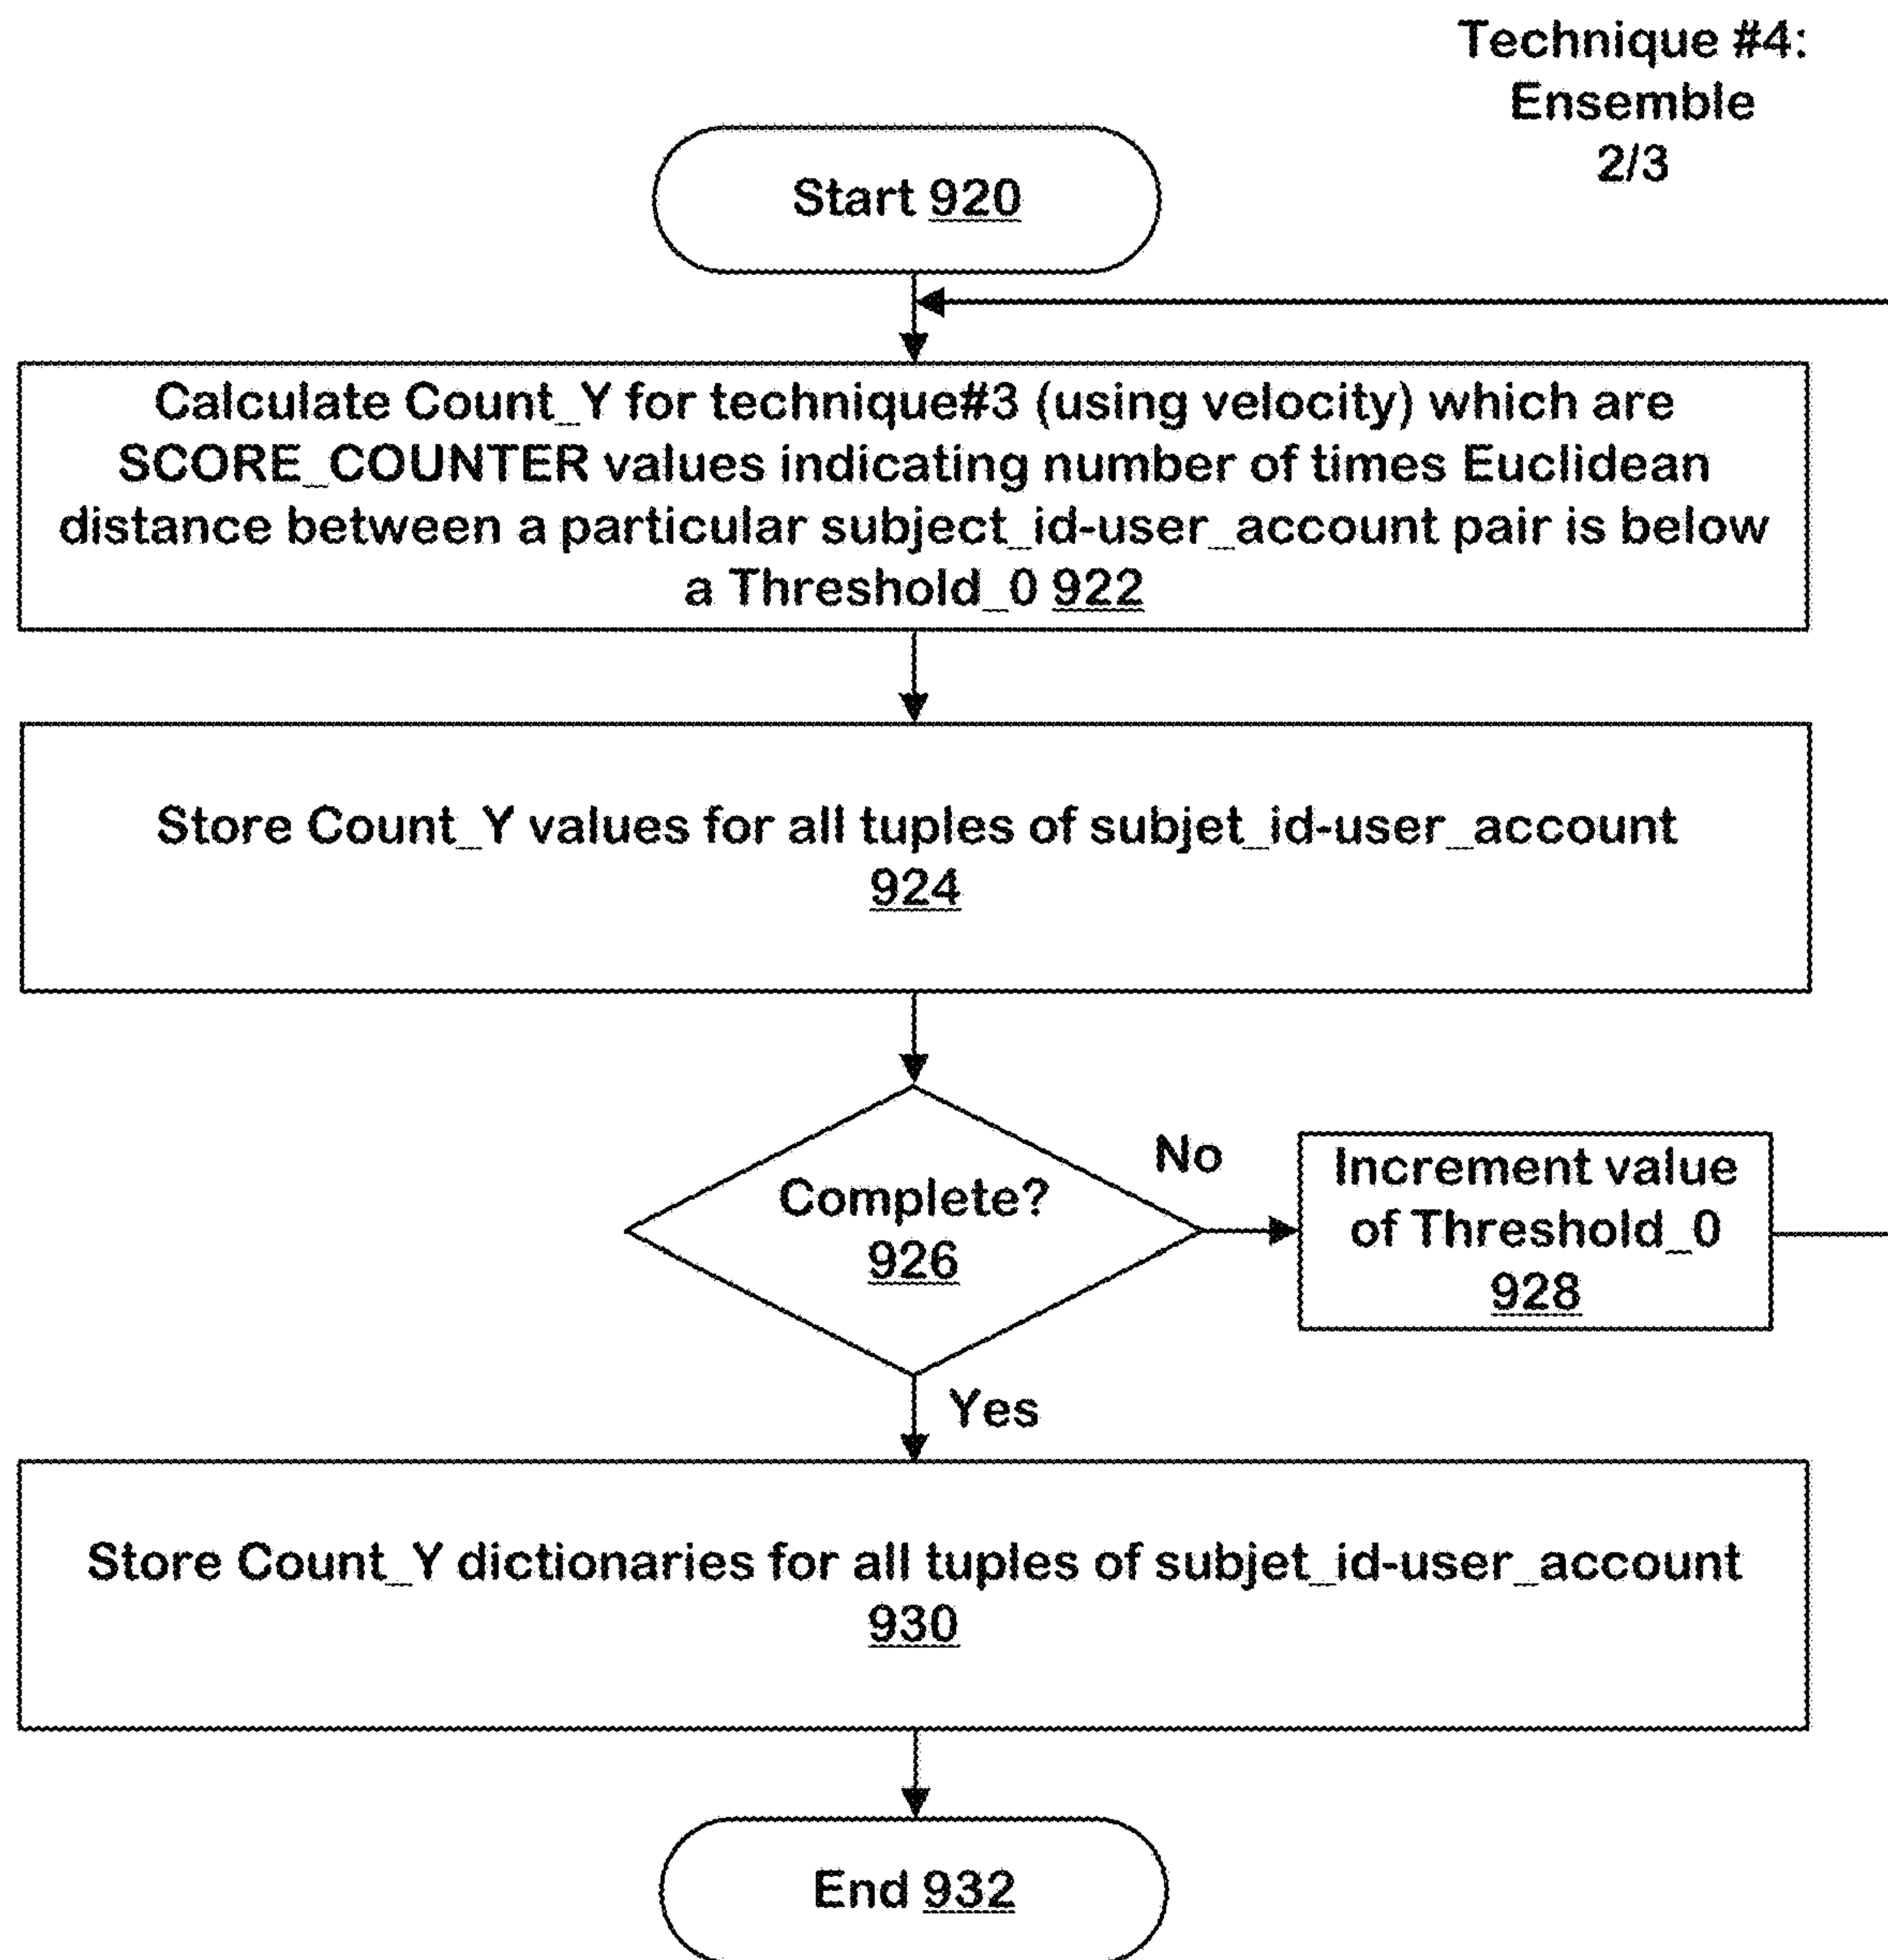 Technique #4:
Ensemble
2/3
Start 920
Calculate Count_Y for technique#3 (using velocity) which are
SCORE_COUNTER values indicating number of times Euclidean
distance between a particular subject_id-user_account pair is below
a Threshold_0 922
Store Count_Y values for all tuples of subjet_id-user_account
924
Complete?
926
No
Increment value
of Threshold_0
928
Yes
Store Count_Y dictionaries for all tuples of subjet_id-user_account
930
End 932